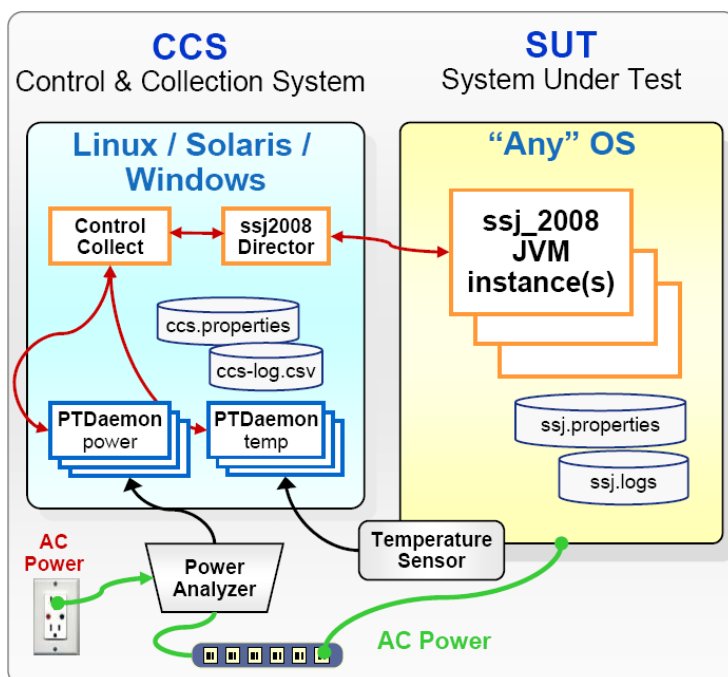 CCS
Control & Collection System
SUT
System Under Test
Linux / Solaris /
Windows
Control
Collect
ssj2008
Director
ccs.properties
ccs-log.csv
PTDaemon
power
PTDaemon
temp
“Any” OS
ssj_2008
JVM
instance(s)
ssj.properties
ssj.logs
AC
Power
Power
Analyzer
Temperature
Sensor
AC Power